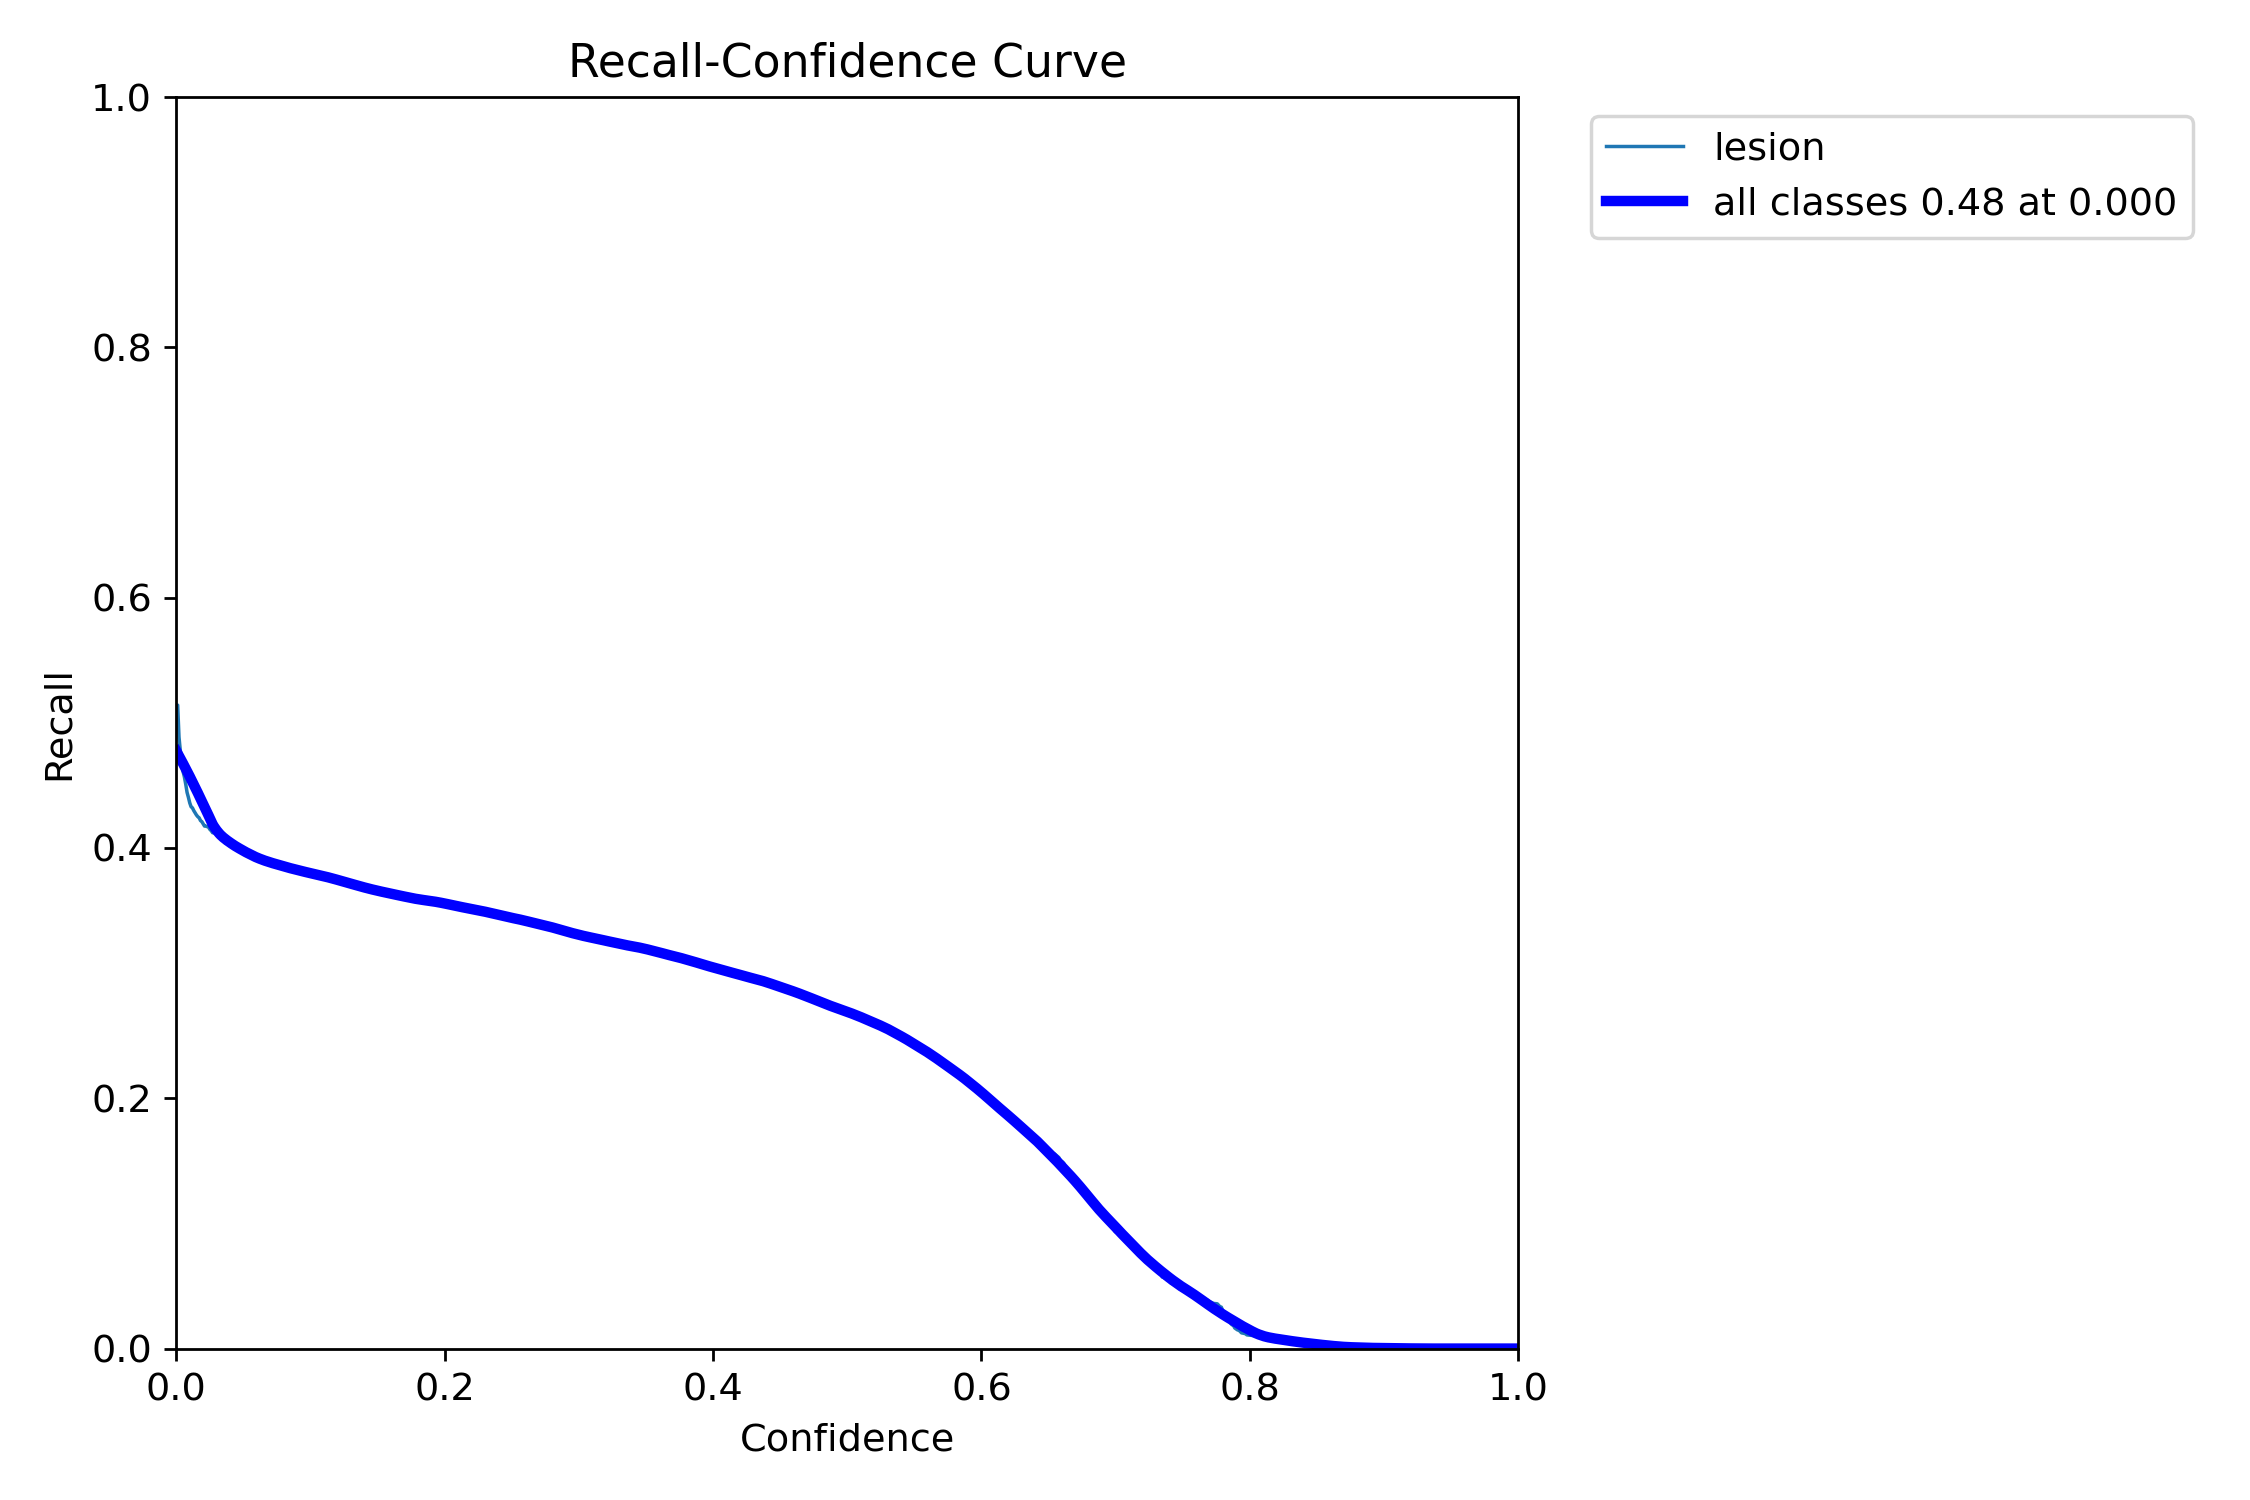 Recall-Confidence Curve
1.0
0.8
0.6
0.4
0.2
0.0
Recall
0.0 0.2 0.4 0.6 0.8 1.0
Confidence
lesion
all classes 0.48 at 0.000